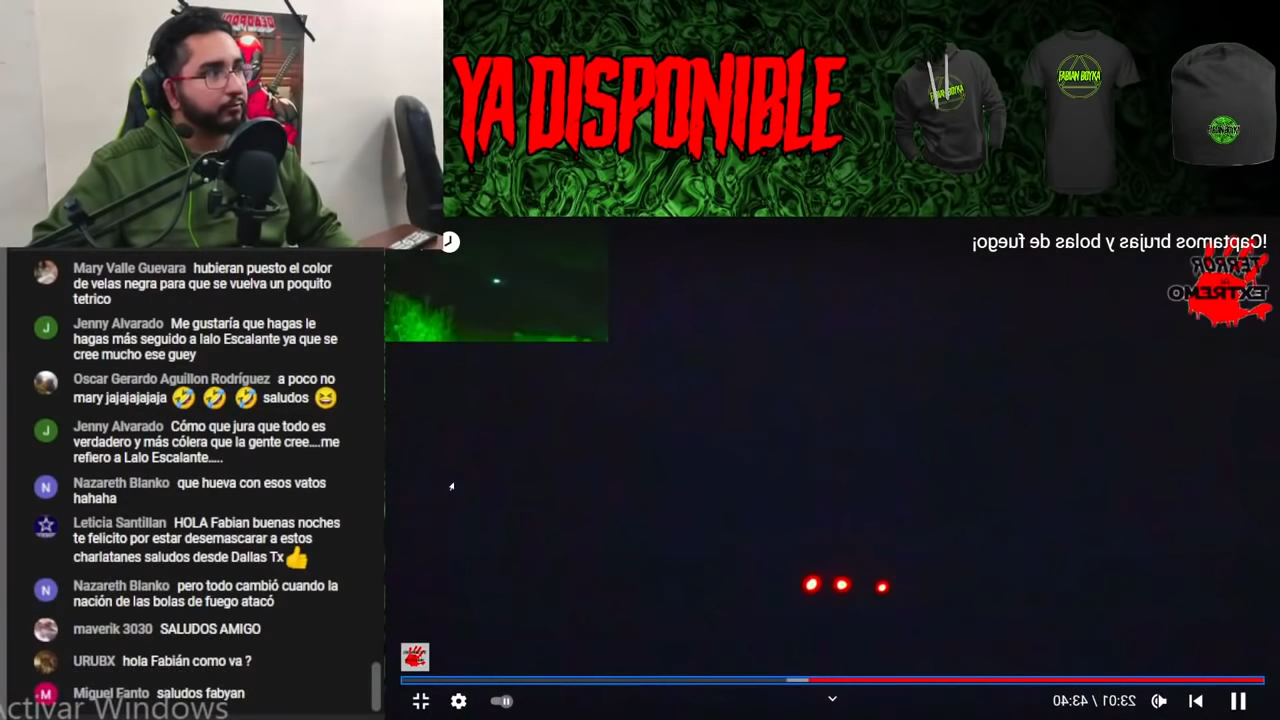 DEADPOOL
YA DISPONIBLE
FABIAN BOYKA
FABIAN BOYKA
FABIAN BOYKA
!Captamos brujas y bolas de fuego¡
TERROR
EXTREMO
Mary Valle Guevara hubieran puesto el color
de velas negra para que se vuelva un poquito
tetrico
J
Jenny Alvarado Me gustaría que hagas le
hagas más seguido a lalo Escalante ya que se
cree mucho ese guey
Oscar Gerardo Aguillon Rodríguez a poco no
mary jajajajajaja 🤣 🤣 🤣 saludos 😆
J
Jenny Alvarado Cómo que jura que todo es
verdadero y más cólera que la gente cree....me
refiero a Lalo Escalante.....
N
Nazareth Blanko que hueva con esos vatos
hahaha
Leticia Santillan HOLA Fabian buenas noches
te felicito por estar desemascarar a estos
charlatanes saludos desde Dallas Tx👍
N
Nazareth Blanko pero todo cambió cuando la
nación de las bolas de fuego atacó
maverik 3030 SALUDOS AMIGO
URUBX hola Fabián como va ?
M
Miguel Fanto saludos fabyan
Activar Windows
23:01 / 43:40